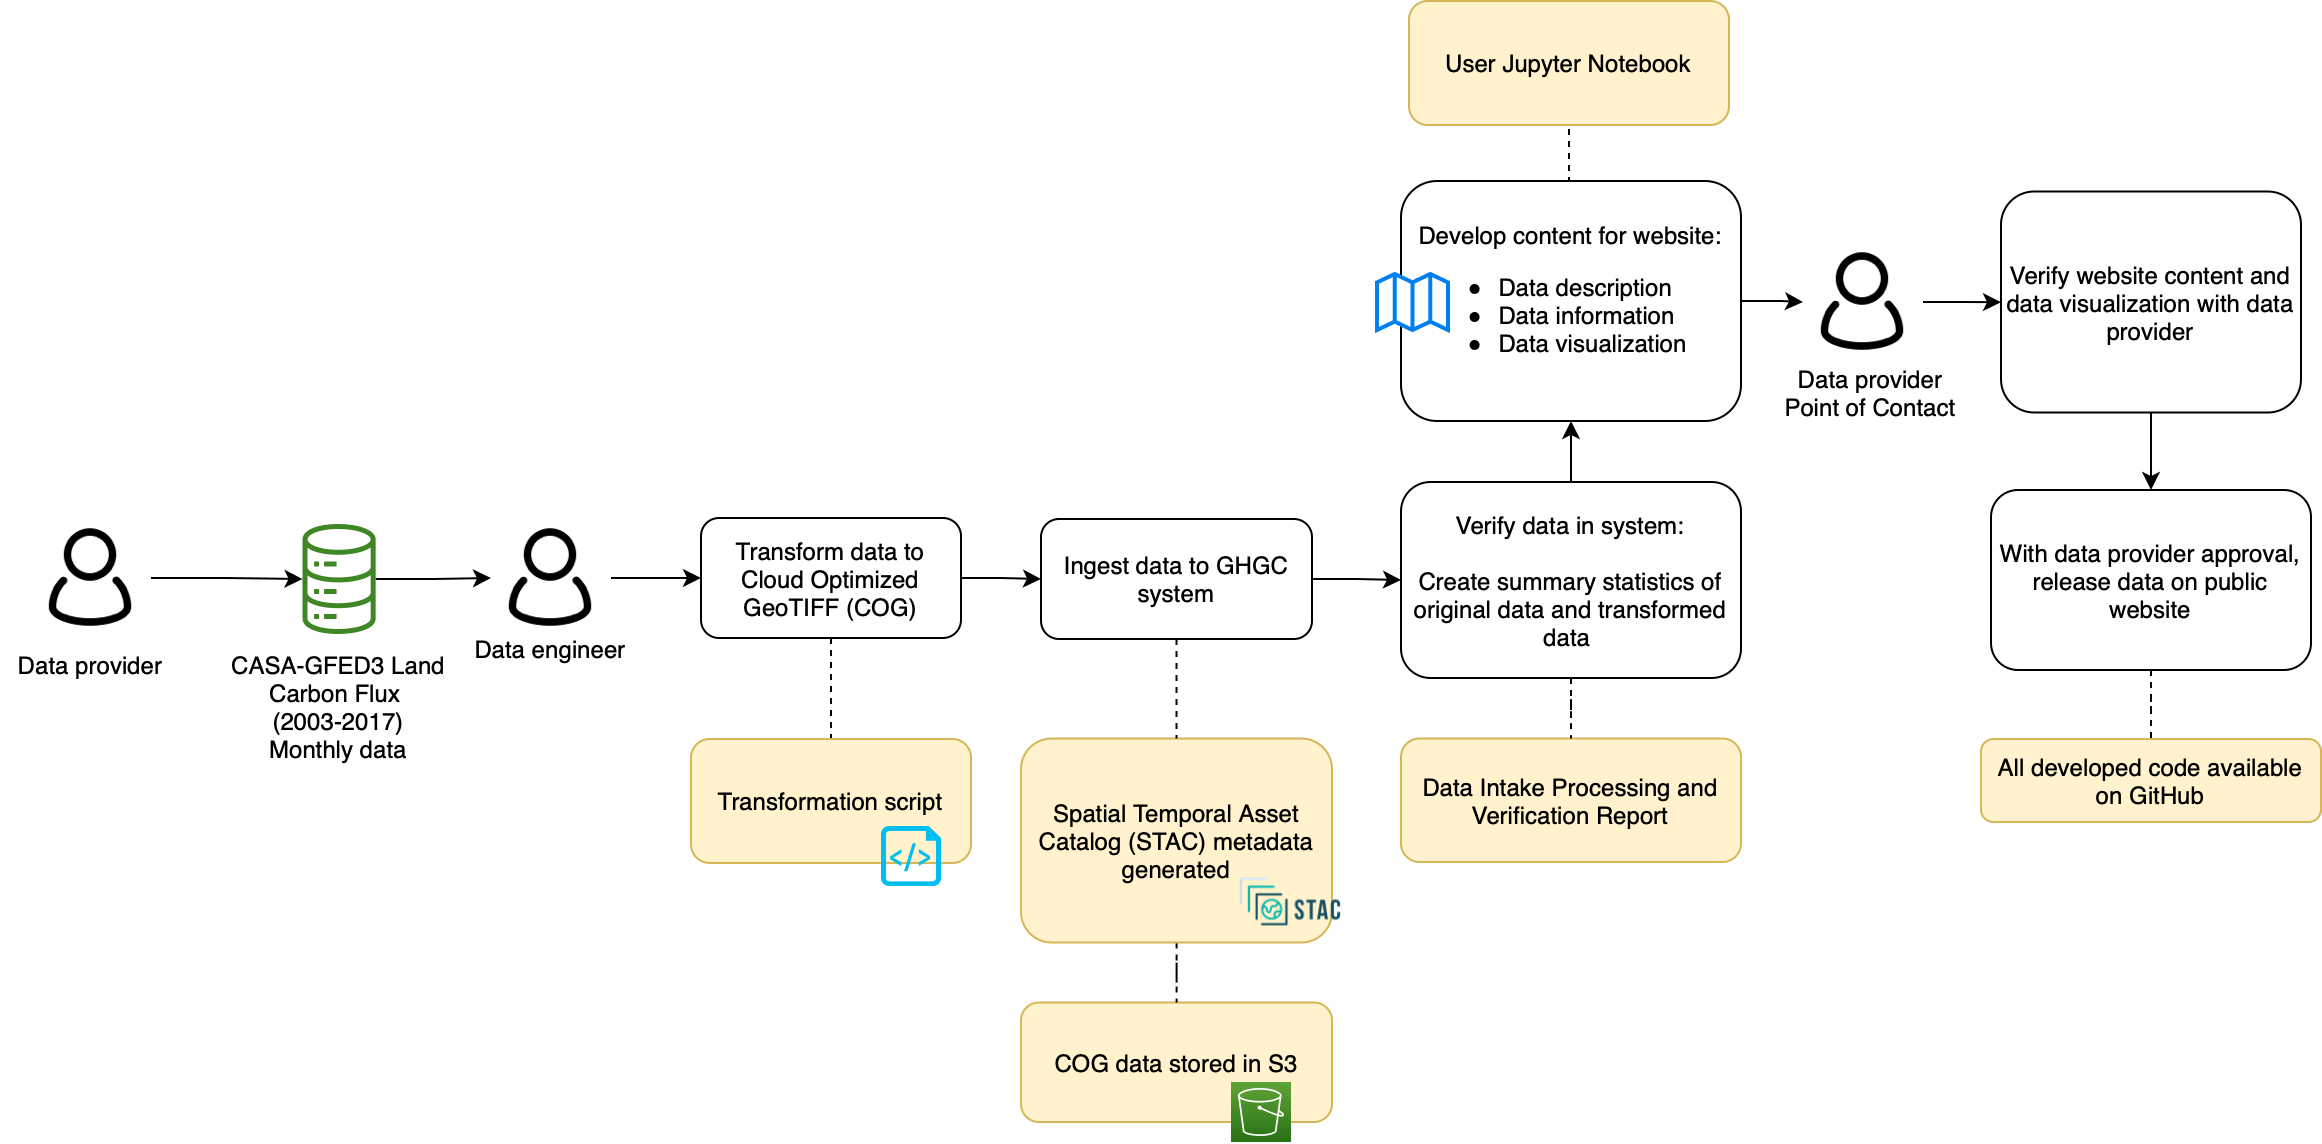 User Jupyter Notebook
Develop content for website:
● Data description
● Data information
● Data visualization
Data provider
Point of Contact
Verify website content and
data visualization with data
provider
Data provider
CASA-GFED3 Land
Carbon Flux
(2003-2017)
Monthly data
Data engineer
Transform data to
Cloud Optimized
GeoTIFF (COG)
Ingest data to GHGC
system
Verify data in system:
Create summary statistics of
original data and transformed
data
With data provider approval,
release data on public
website
Transformation script
</>
Spatial Temporal Asset
Catalog (STAC) metadata
generated
STAC
Data Intake Processing and
Verification Report
All developed code available
on GitHub
COG data stored in S3